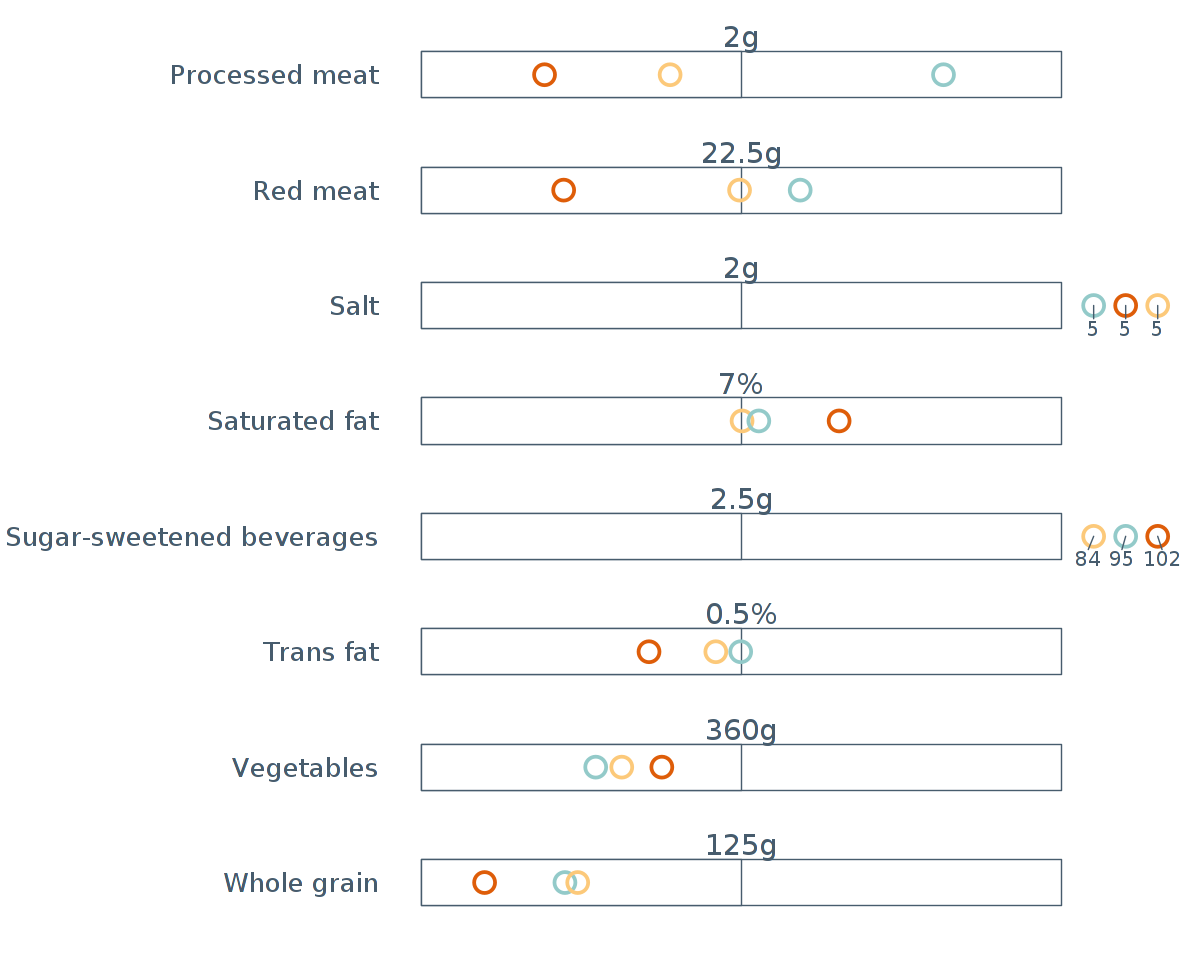 2g
Processed meat
22.5g
Red meat
2g
Salt
5 5 5
7%
Saturated fat
2.5g
Sugar-sweetened beverages
84 95 102
0.5%
Trans fat
360g
Vegetables
125g
Whole grain